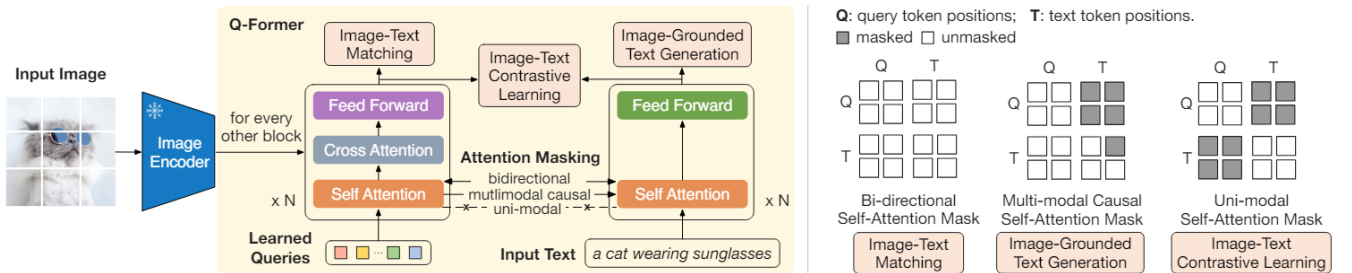 Q-Former
Input Image
Image
Encoder
for every
other block
Image-Text
Matching
Image-Text
Contrastive
Learning
Image-Grounded
Text Generation
Feed Forward
Cross Attention
Self Attention
x N
Learned
Queries
...
Attention Masking
bidirectional
mutlimodal causal
uni-modal
Feed Forward
Self Attention
x N
Input Text
a cat wearing sunglasses
Q: query token positions; T: text token positions.
masked unmasked
Q T
Q
T
Bi-directional
Self-Attention Mask
Image-Text
Matching
Q T
Q
T
Multi-modal Causal
Self-Attention Mask
Image-Grounded
Text Generation
Q T
Q
T
Uni-modal
Self-Attention Mask
Image-Text
Contrastive Learning